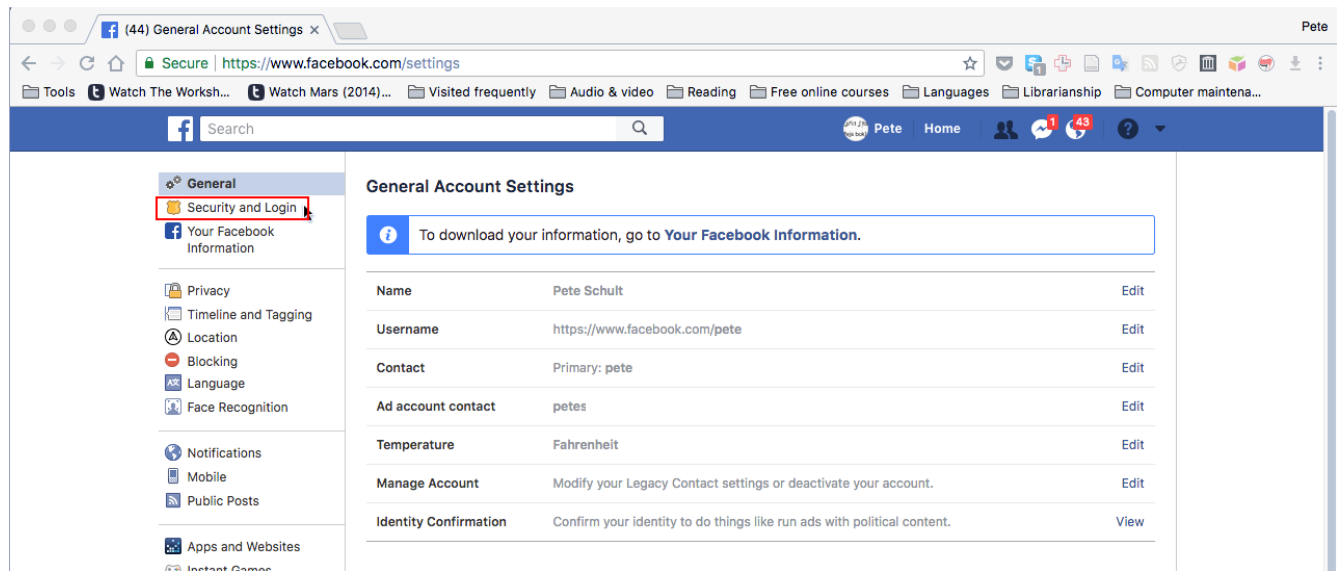 (44) General Account Settings
Pete
Secure | https://www.facebook.com/settings
1
Tools Watch The Worksh... Watch Mars (2014)... Visited frequently Audio & video Reading Free online courses Languages Librarianship Computer maintena...
Search
Pete Home 1 43
General
Security and Login
Your Facebook
Information
Privacy
Timeline and Tagging
Location
Blocking
Language
Face Recognition
Notifications
Mobile
Public Posts
Apps and Websites
Instant Games
General Account Settings
To download your information, go to Your Facebook Information.
Name Pete Schult Edit
Username https://www.facebook.com/pete Edit
Contact Primary: pete Edit
Ad account contact petes Edit
Temperature Fahrenheit Edit
Manage Account Modify your Legacy Contact settings or deactivate your account. Edit
Identity Confirmation Confirm your identity to do things like run ads with political content. View